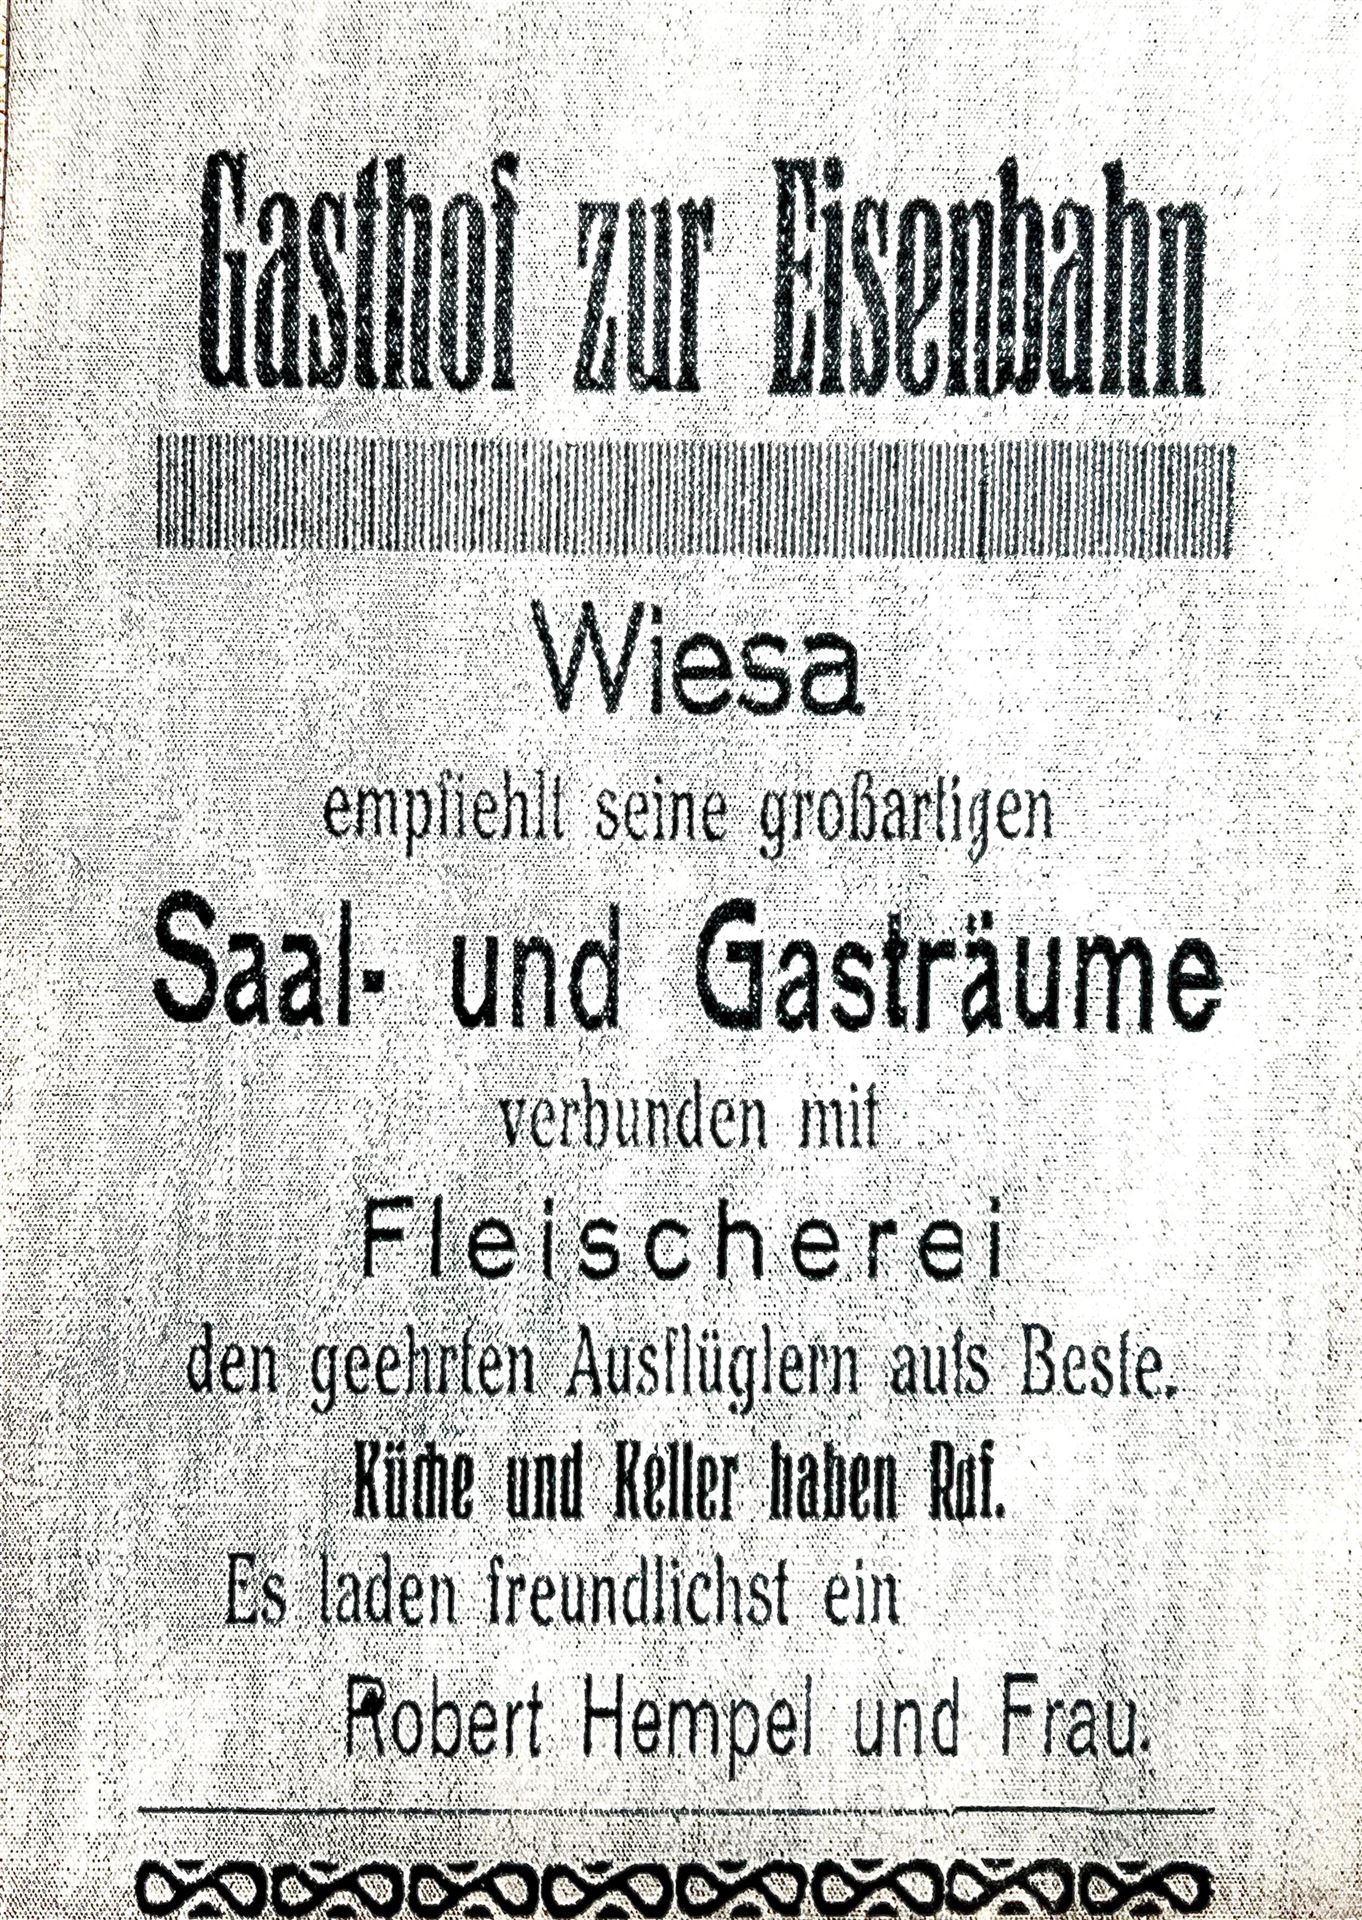 Gasthof zur Eisenbahn
Wiesa
empfiehlt seine großartigen
Saal- und Gasträume
verbunden mit
Fleischerei
den geehrten Ausflüglern aufs Beste.
Küche und Keller haben Ruf.
Es laden freundlichst ein
Robert Hempel und Frau.